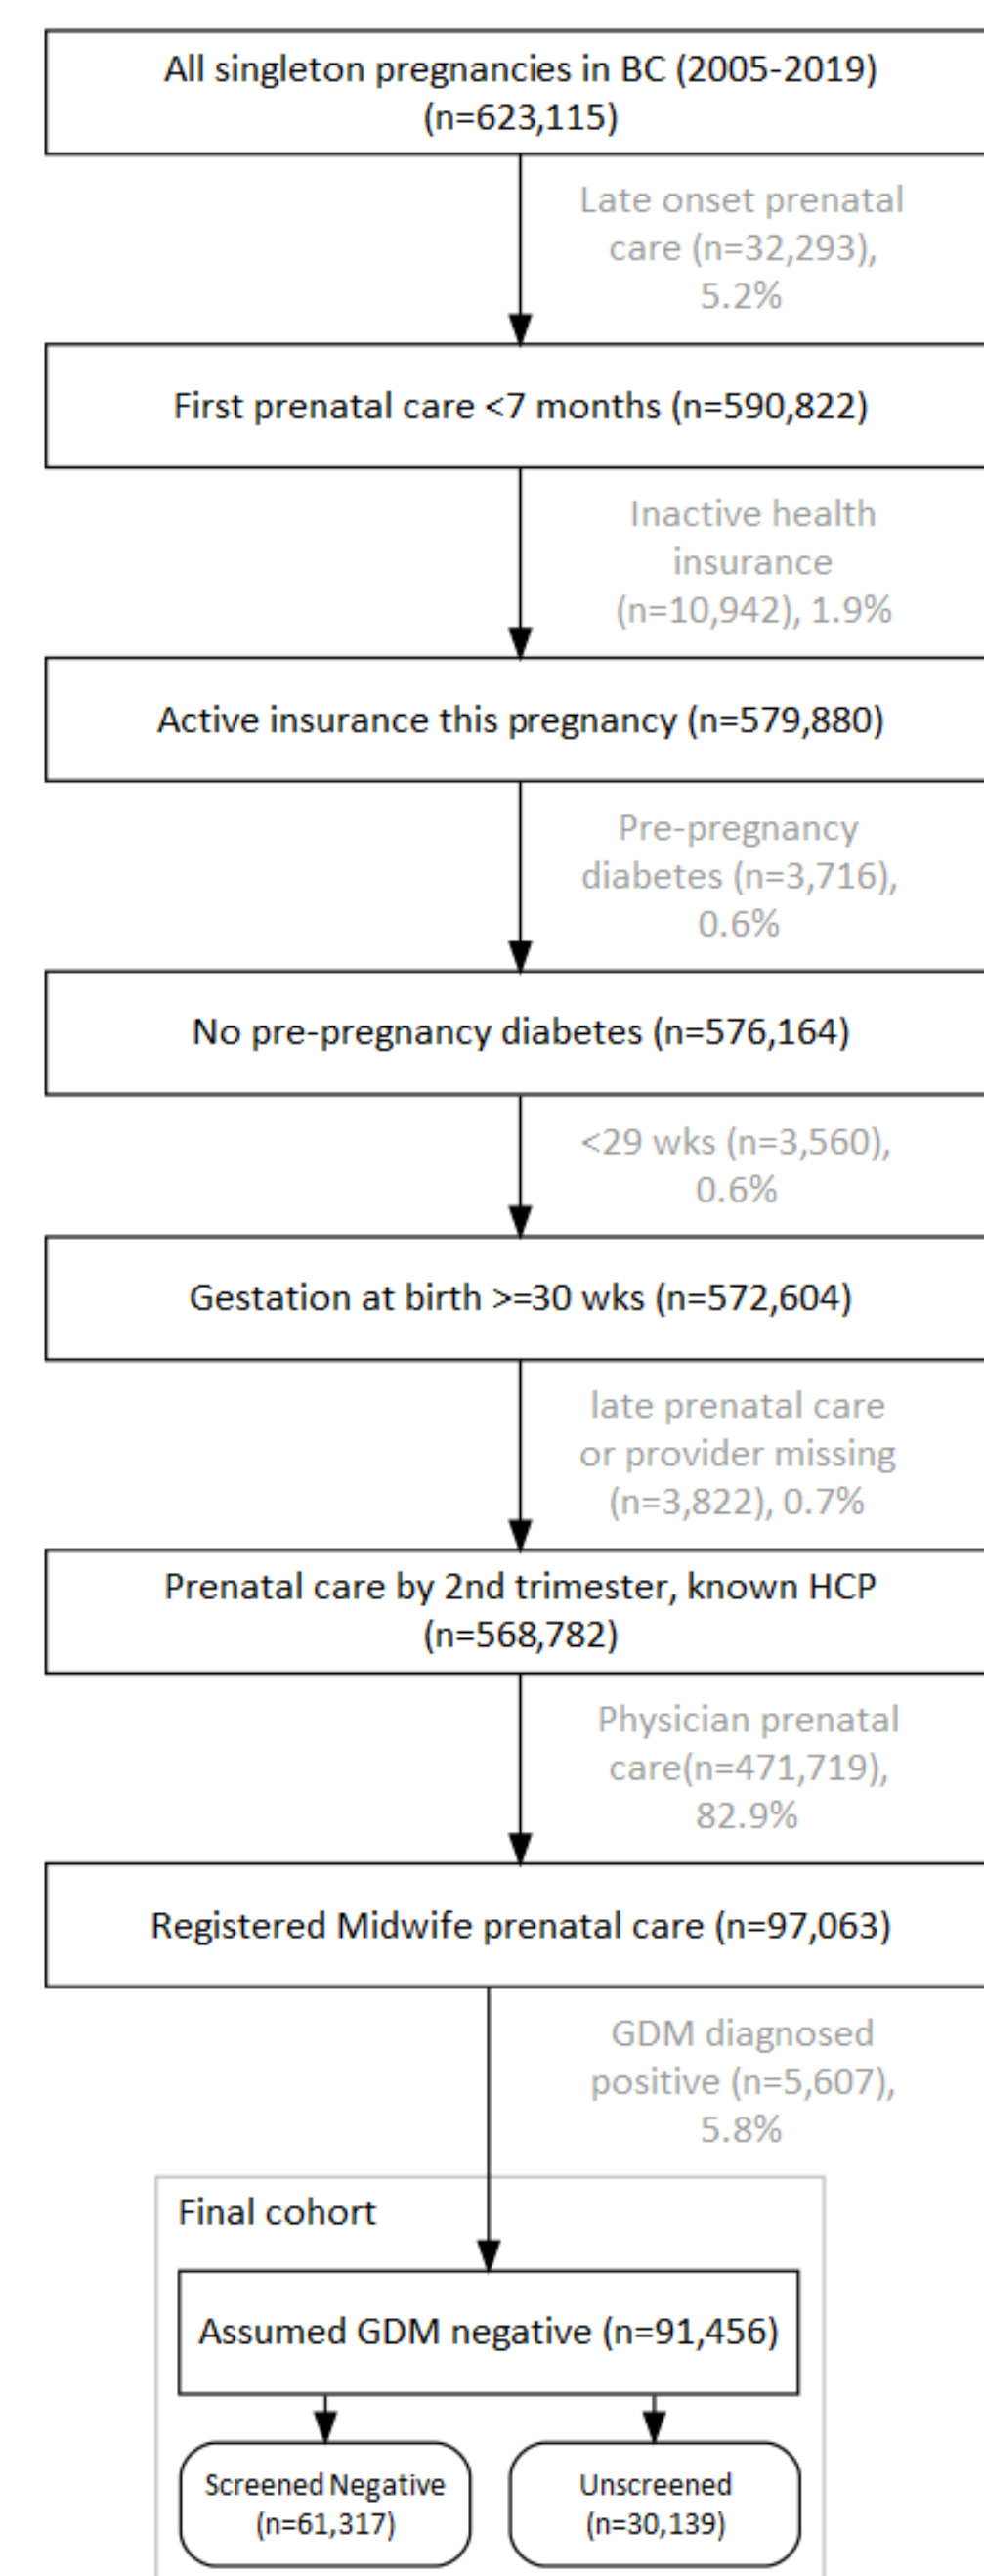 All singleton pregnancies in BC (2005-2019)
(n=623,115)
Late onset prenatal
care (n=32,293),
5.2%
First prenatal care <7 months (n=590,822)
Inactive health
insurance
(n=10,942), 1.9%
Active insurance this pregnancy (n=579,880)
Pre-pregnancy
diabetes (n=3,716),
0.6%
No pre-pregnancy diabetes (n=576,164)
<29 wks (n=3,560),
0.6%
Gestation at birth >=30 wks (n=572,604)
late prenatal care
or provider missing
(n=3,822), 0.7%
Prenatal care by 2nd trimester, known HCP
(n=568,782)
Physician prenatal
care(n=471,719),
82.9%
Registered Midwife prenatal care (n=97,063)
GDM diagnosed
positive (n=5,607),
5.8%
Final cohort
Assumed GDM negative (n=91,456)
Screened Negative
(n=61,317)
Unscreened
(n=30,139)